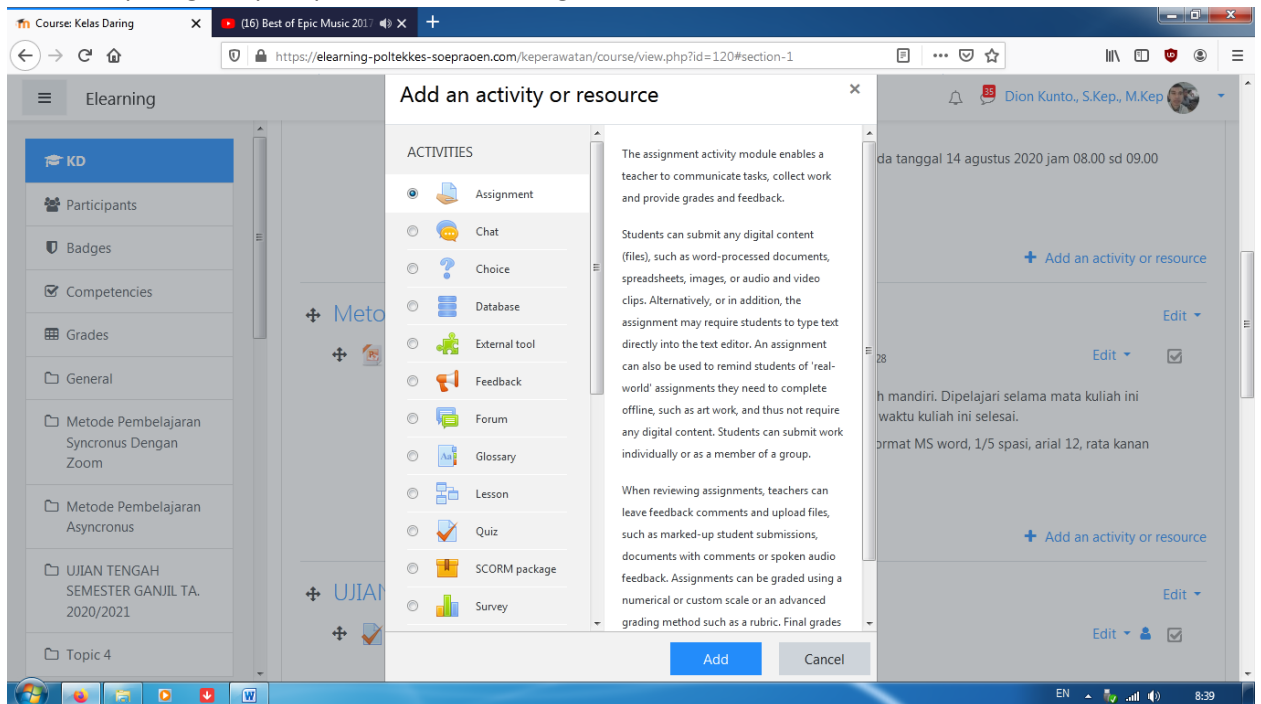 Course: Kelas Daring
(16) Best of Epic Music 2017
https://elearning-poltekkes-soepraoen.com/keperawatan/course/view.php?id=120#section-1
Elearning
35
Dion Kunto., S.Kep., M.Kep
KD
Participants
Badges
Competencies
Grades
General
Metode Pembelajaran
Syncronus Dengan
Zoom
Metode Pembelajaran
Asyncronus
UJIAN TENGAH
SEMESTER GANJIL TA.
2020/2021
Topic 4
Add an activity or resource
ACTIVITIES
Assignment
Chat
Choice
Database
External tool
Feedback
Forum
Glossary
Lesson
Quiz
SCORM package
Survey
The assignment activity module enables a
teacher to communicate tasks, collect work
and provide grades and feedback.
Students can submit any digital content
(files), such as word-processed documents,
spreadsheets, images, or audio and video
clips. Alternatively, or in addition, the
assignment may require students to type text
directly into the text editor. An assignment
can also be used to remind students of 'real-
world' assignments they need to complete
offline, such as art work, and thus not require
any digital content. Students can submit work
individually or as a member of a group.
When reviewing assignments, teachers can
leave feedback comments and upload files,
such as marked-up student submissions,
documents with comments or spoken audio
feedback. Assignments can be graded using a
numerical or custom scale or an advanced
grading method such as a rubric. Final grades
Add
Cancel
da tanggal 14 agustus 2020 jam 08.00 sd 09.00
Add an activity or resource
Meto
Edit
28
Edit
h mandiri. Dipelajari selama mata kuliah ini
waktu kuliah ini selesai.
ormat MS word, 1/5 spasi, arial 12, rata kanan
Add an activity or resource
UJIAN
Edit
Edit
EN
8:39